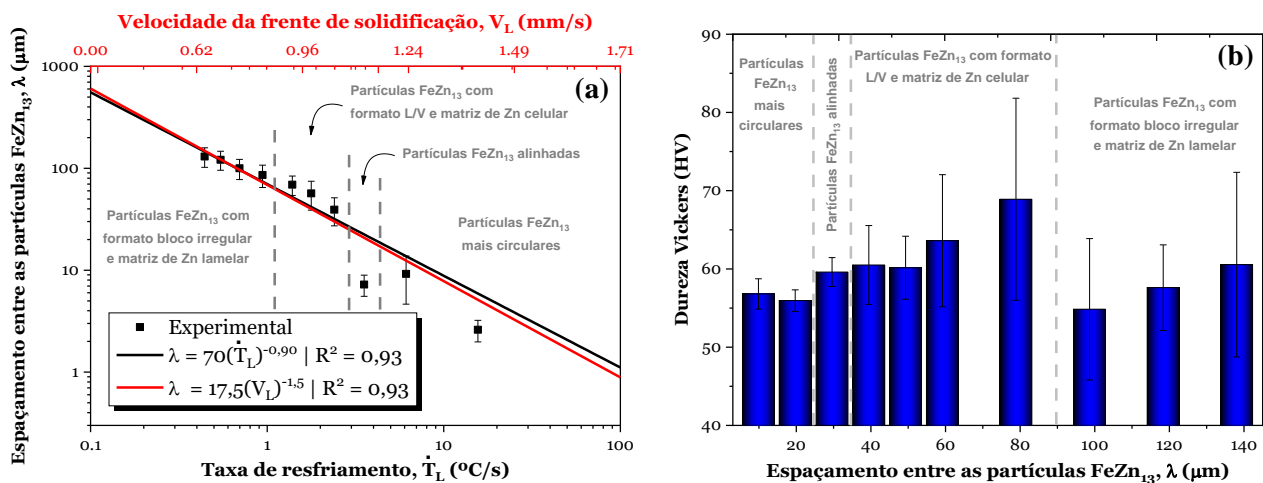 Velocidade da frente de solidificação, V_L (mm/s)
0.00 0.62 0.96 1.24 1.49 1.71
Espaçamento entre as partículas FeZn₁₃, λ (μm)
1000
100
10
1
(a)
Partículas FeZn₁₃ com
formato L/V e matriz de Zn celular
Partículas FeZn₁₃ alinhadas
Partículas FeZn₁₃ com
formato bloco irregular
e matriz de Zn lamelar
Partículas FeZn₁₃
mais circulares
Experimental
λ = 70(Ṫ_L)^-0,90 | R² = 0,93
λ = 17,5(V_L)^-1,5 | R² = 0,93
0.1 1 10 100
Taxa de resfriamento, Ṫ_L (ºC/s)
(b)
Dureza Vickers (HV)
90
80
70
60
50
40
Partículas
FeZn₁₃
mais
circulares
Partículas FeZn₁₃ alinhadas
Partículas FeZn₁₃ com formato
L/V e matriz de Zn celular
Partículas FeZn₁₃ com
formato bloco irregular
e matriz de Zn lamelar
20 40 60 80 100 120 140
Espaçamento entre as partículas FeZn₁₃, λ (μm)